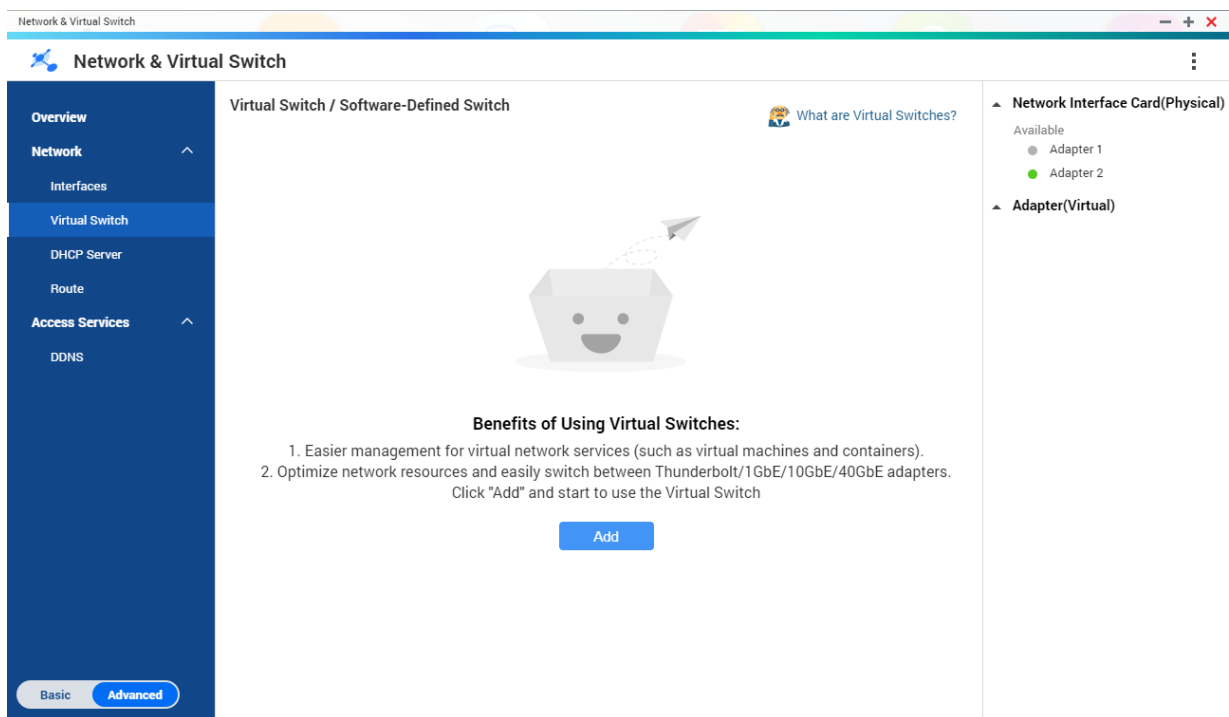 Network & Virtual Switch
Network & Virtual Switch
Overview
Network
Interfaces
Virtual Switch
DHCP Server
Route
Access Services
DDNS
Basic
Advanced
Virtual Switch / Software-Defined Switch
What are Virtual Switches?
Benefits of Using Virtual Switches:
1. Easier management for virtual network services (such as virtual machines and containers).
2. Optimize network resources and easily switch between Thunderbolt/1GbE/10GbE/40GbE adapters.
Click "Add" and start to use the Virtual Switch
Add
Network Interface Card(Physical)
Available
Adapter 1
Adapter 2
Adapter(Virtual)